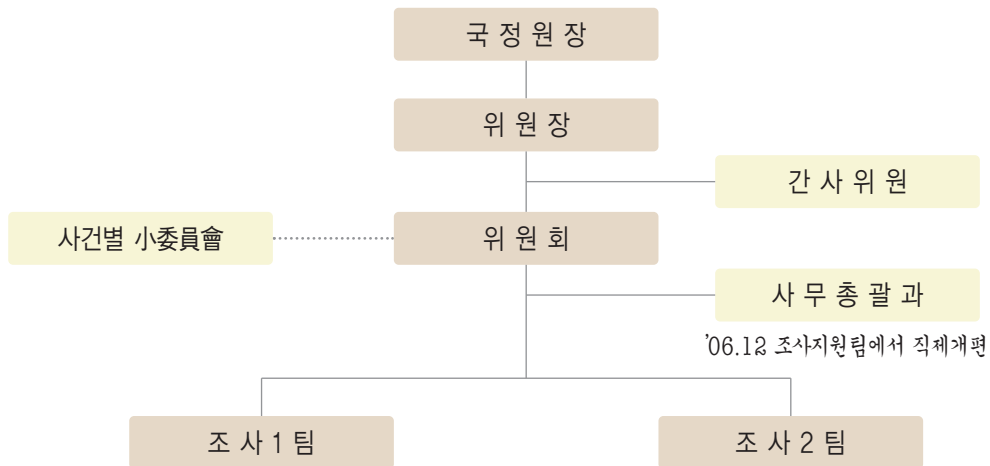 국 정 원 장
위 원 장
간 사 위 원
사건별 小委員會
위 원 회
사 무 총 괄 과
'06.12 조사지원팀에서 직제개편
조 사 1 팀
조 사 2 팀